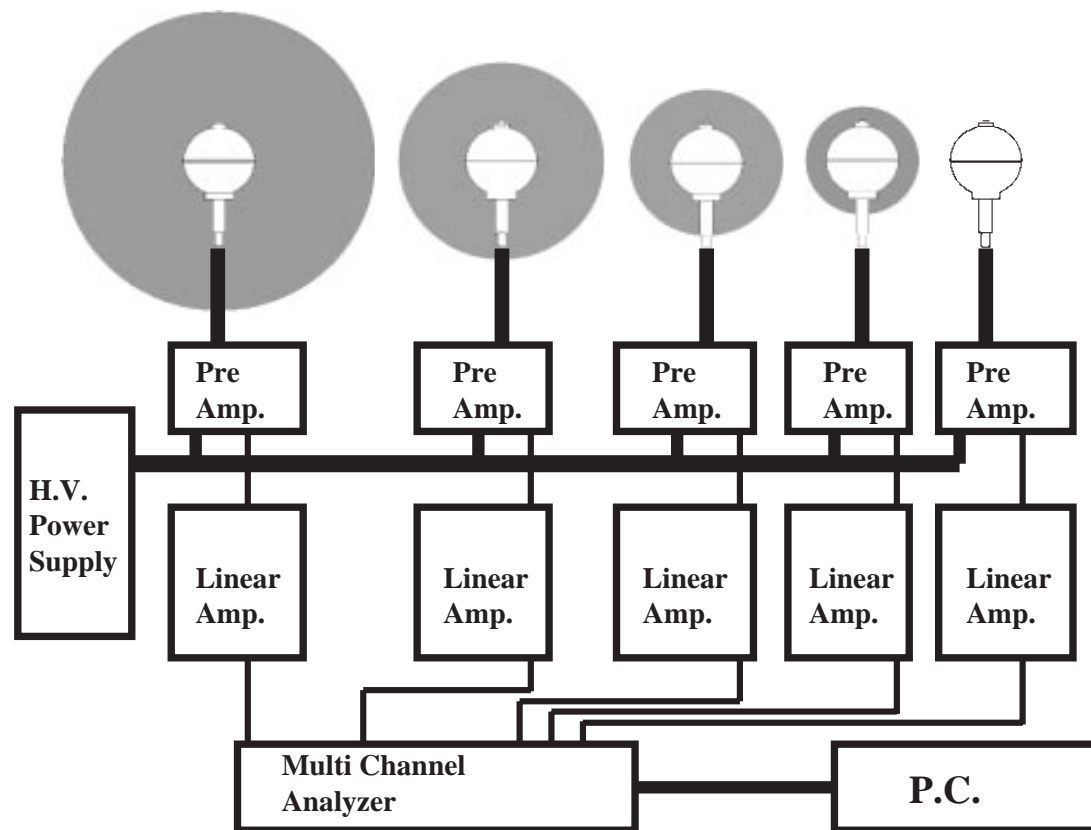 Pre
Amp.
Pre
Amp.
Pre
Amp.
Pre
Amp.
Pre
Amp.
H.V.
Power
Supply
Linear
Amp.
Linear
Amp.
Linear
Amp.
Linear
Amp.
Linear
Amp.
Multi Channel
Analyzer
P.C.